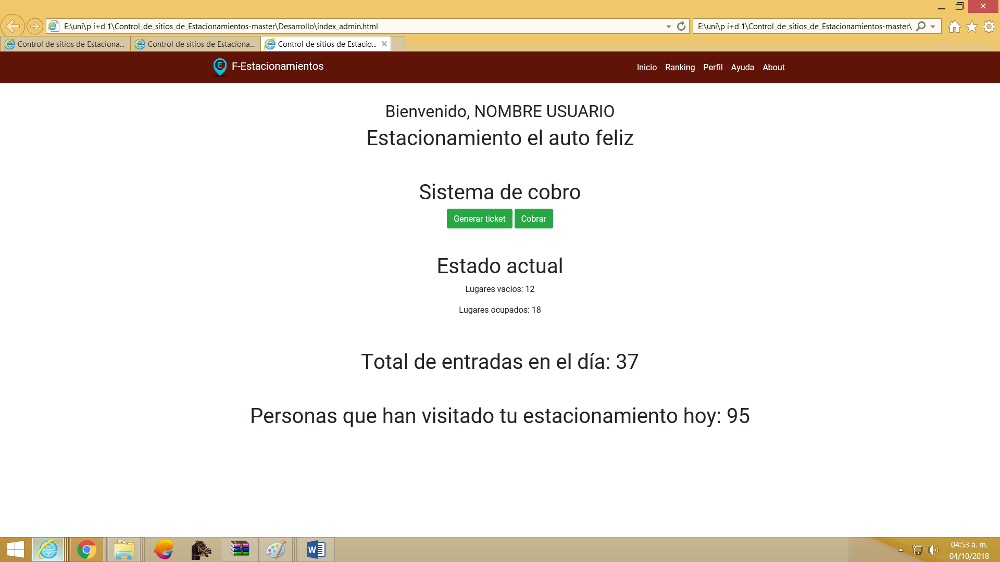 E:\uni\p i+d 1\Control_de_sitios_de_Estacionamientos-master\Desarrollo\index_admin.html
E:\uni\p i+d 1\Control_de_sitios_de_Estacionamientos-master\
Control de sitios de Estaciona...
Control de sitios de Estaciona...
Control de sitios de Estacio...
E
F-Estacionamientos
Inicio
Ranking
Perfil
Ayuda
About
Bienvenido, NOMBRE USUARIO
Estacionamiento el auto feliz
Sistema de cobro
Generar ticket
Cobrar
Estado actual
Lugares vacíos: 12
Lugares ocupados: 18
Total de entradas en el día: 37
Personas que han visitado tu estacionamiento hoy: 95
04:53 a. m.
04/10/2018